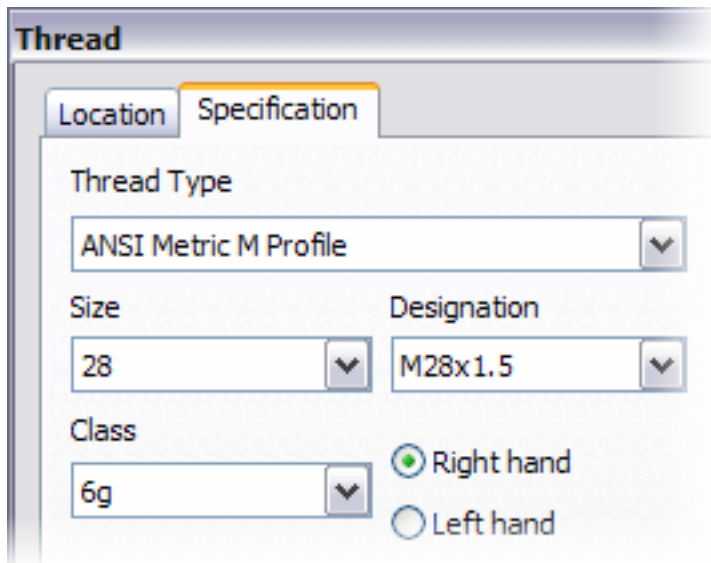 Thread
Location Specification
Thread Type
ANSI Metric M Profile
Size Designation
28 M28x1.5
Class
Right hand
6g
Left hand